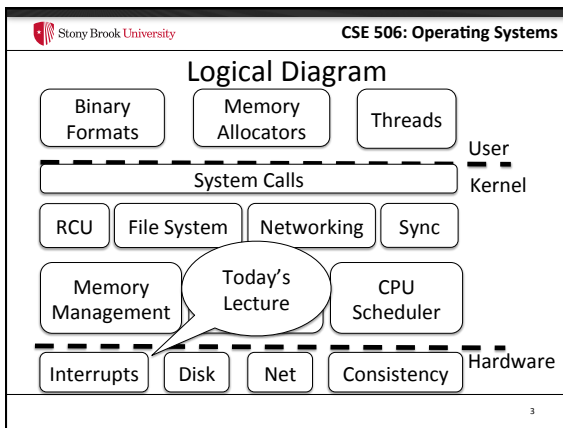 Stony Brook University
CSE 506: Operating Systems
Logical Diagram
Binary
Formats
Memory
Allocators
Threads
User
System Calls
Kernel
RCU
File System
Networking
Sync
Memory
Management
Today's
Lecture
CPU
Scheduler
Hardware
Interrupts
Disk
Net
Consistency
3